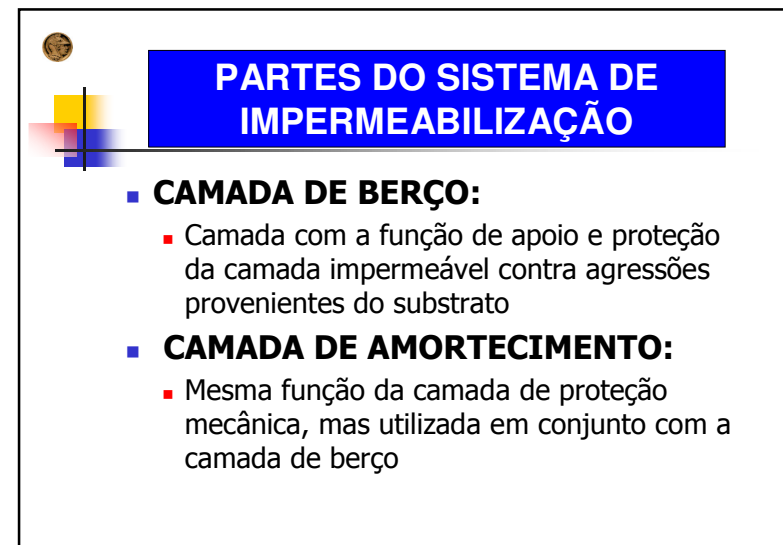 PARTES DO SISTEMA DE
IMPERMEABILIZAÇÃO
CAMADA DE BERÇO:
Camada com a função de apoio e proteção
da camada impermeável contra agressões
provenientes do substrato
CAMADA DE AMORTECIMENTO:
Mesma função da camada de proteção
mecânica, mas utilizada em conjunto com a
camada de berço